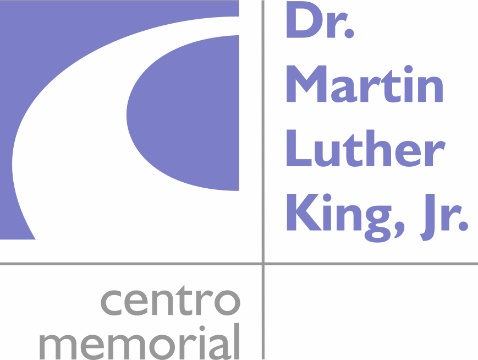 Dr.
Martin
Luther
King, Jr.
centro
memorial